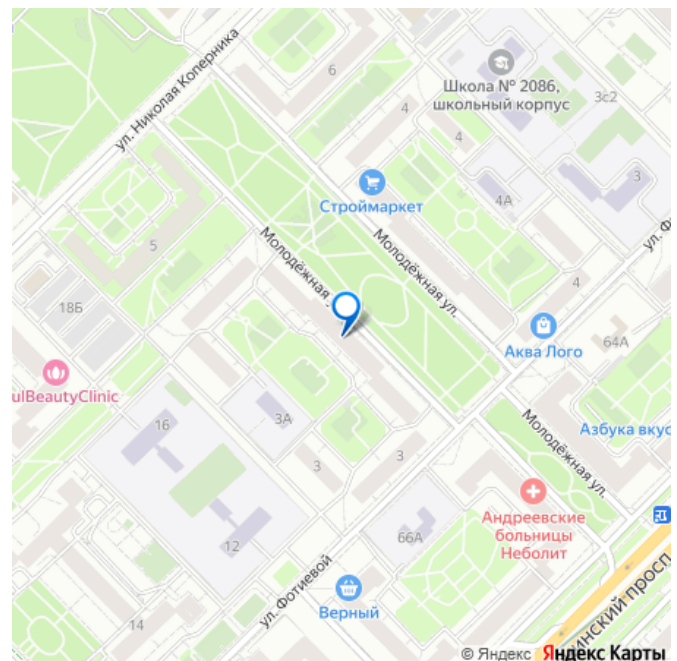 ул. Николая Коперника
6
Школа № 2086,
школьный корпус
4
3с2
4
3
Строймаркет
4А
ул. Ф
5
Молодёжная у
Молодёжная ул.
4
18Б
Аква Лого
64А
ulBeautyClinic
3А
16
Молодёжная ул.
Азбука вкус
3
3
Андреевские
больницы
Неболит
66А
12
ул. Фотиевой
Верный
14
инский просп
© Яндекс Яндекс Карты